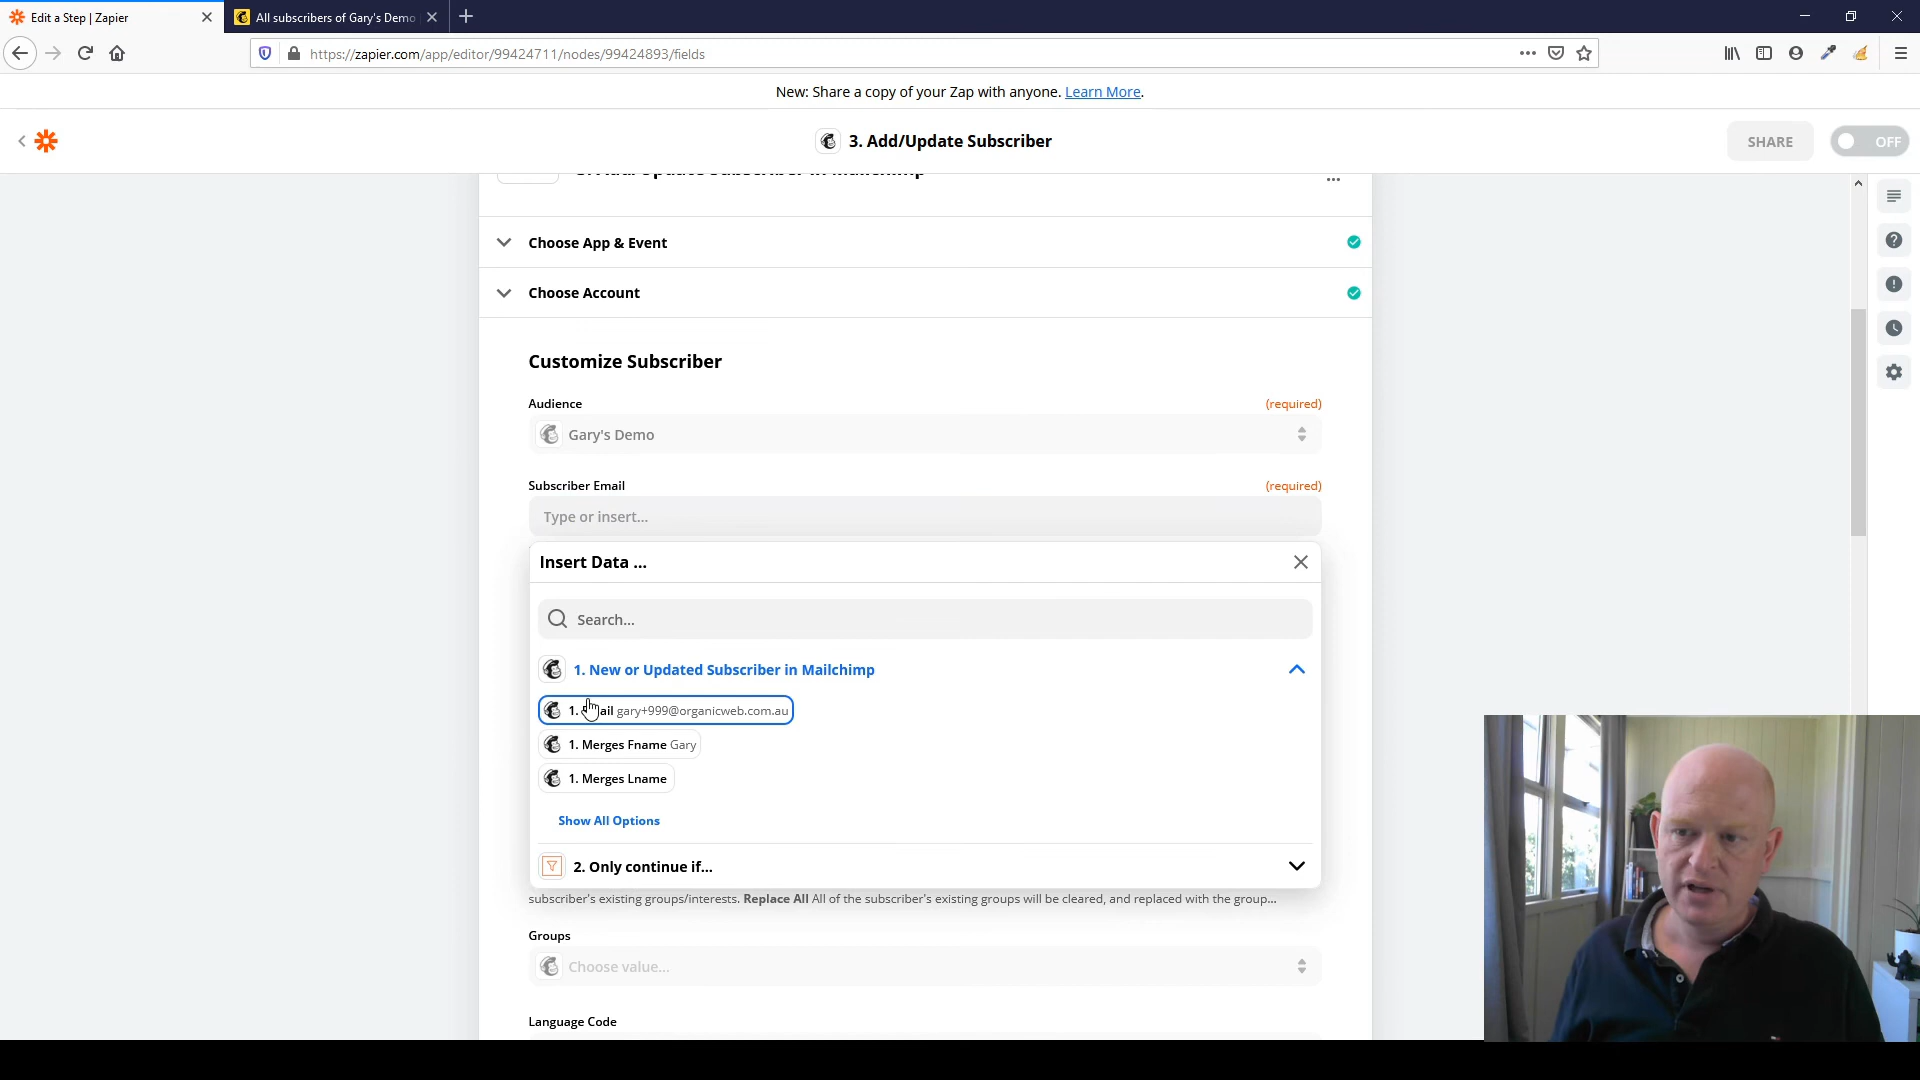 Edit a Step | Zapier
All subscribers of Gary's Demo
https://zapier.com/app/editor/99424711/nodes/99424893/fields
New: Share a copy of your Zap with anyone. Learn More.
3. Add/Update Subscriber
SHARE
OFF
Choose App & Event
Choose Account
Customize Subscriber
Audience (required)
Gary's Demo
Subscriber Email (required)
Type or insert...
Insert Data ...
Search...
1. New or Updated Subscriber in Mailchimp
1. gary+999@organicweb.com.au
1. Merges Fname Gary
1. Merges Lname
Show All Options
2. Only continue if...
subscriber's existing groups/interests. Replace All All of the subscriber's existing groups will be cleared, and replaced with the group...
Groups
Choose value...
Language Code